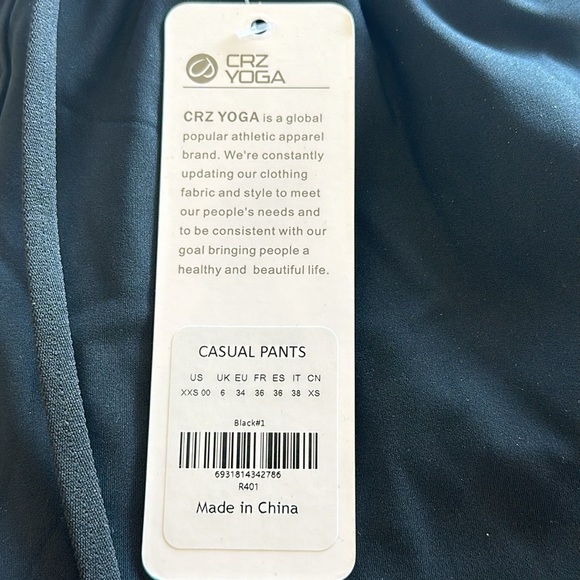 CRZ
YOGA
CRZ YOGA is a global
popular athletic apparel
brand. We're constantly
updating our clothing
fabric and style to meet
our people's needs and
to be consistent with our
goal bringing people a
healthy and beautiful life.
CASUAL PANTS
US UK EU FR ES IT CN
XXS 00 6 34 36 36 38 XS
Black#1
6931814342786
R401
Made in China